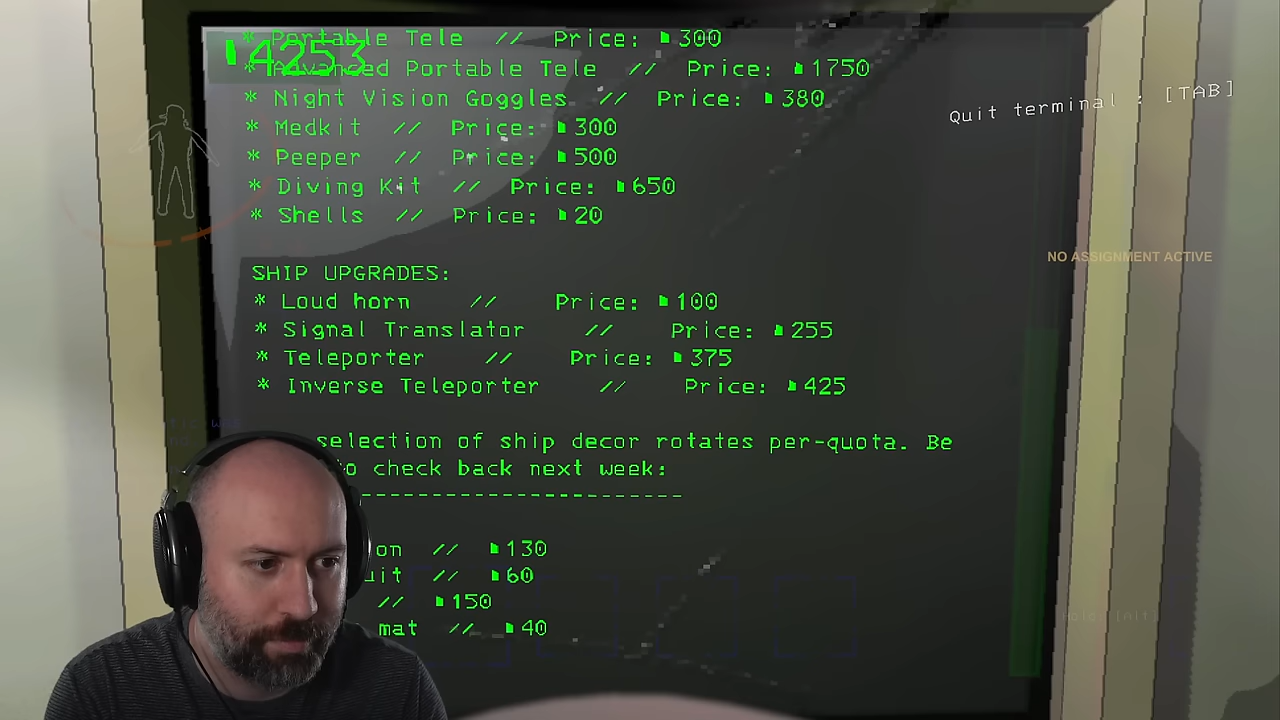 * Portable Tele // Price: 300
4253
* Advanced Portable Tele // Price: 1750
* Night Vision Goggles // Price: 380
Quit terminal : [TAB]
* Medkit // Price: 300
* Peeper // Price: 500
* Diving Kit // Price: 650
* Shells // Price: 20
NO ASSIGNMENT ACTIVE
SHIP UPGRADES:
* Loud horn // Price: 100
* Signal Translator // Price: 255
* Teleporter // Price: 375
* Inverse Teleporter // Price: 425
selection of ship decor rotates per-quota. Be
to check back next week:
------------------------
on // 130
uit // 60
// 150
mat // 40
Hold [Alt]